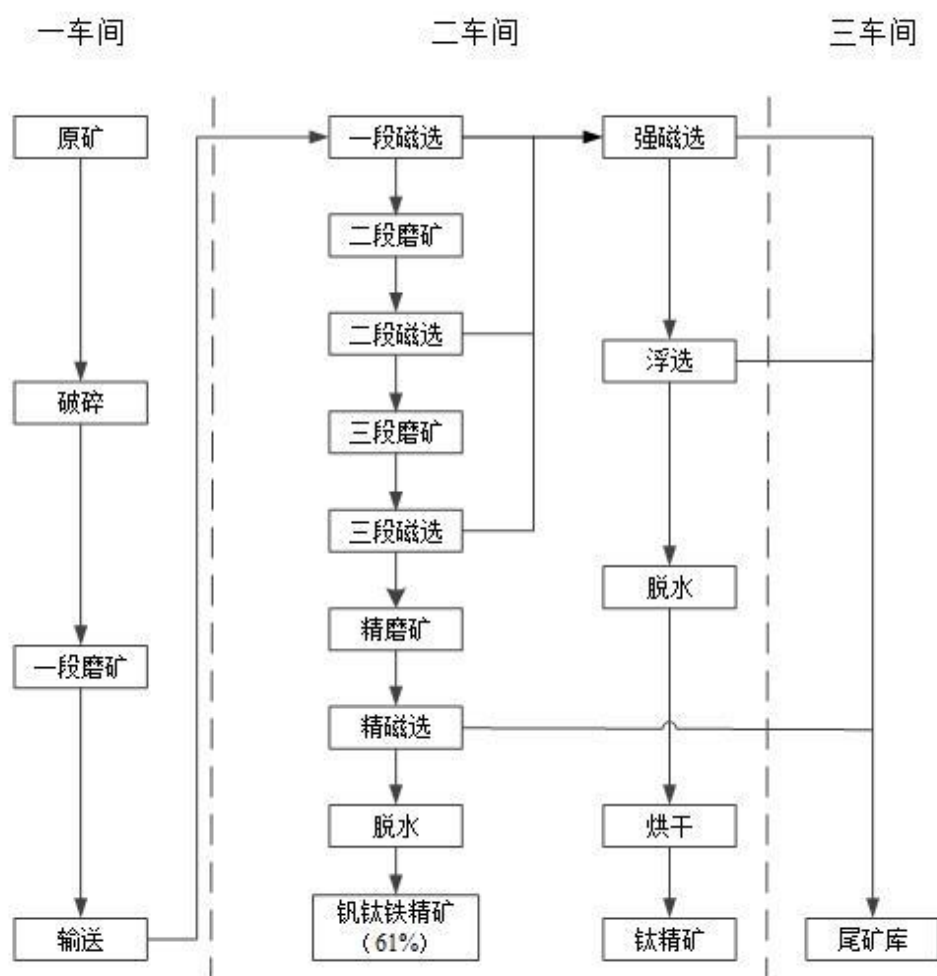 一车间
二车间
三车间
原矿
破碎
一段磨矿
输送
一段磁选
二段磨矿
二段磁选
三段磨矿
三段磁选
精磨矿
精磁选
脱水
钒钛铁精矿
（61%）
强磁选
浮选
脱水
烘干
钛精矿
尾矿库